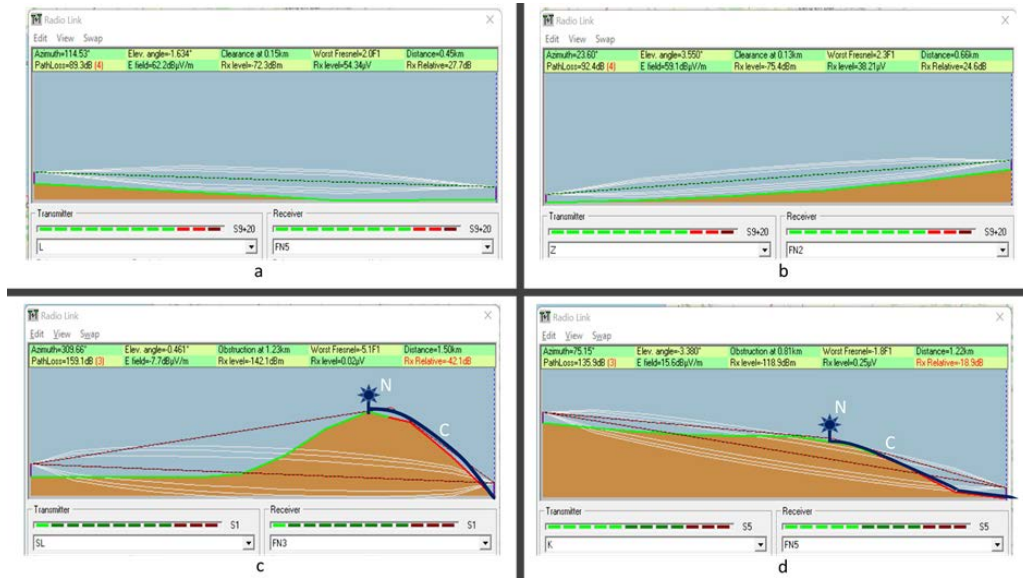 Radio Link
Edit View Swap
Azimuth=114.53° Elev. angle=-1.634° Clearance at 0.15km Worst Fresnel=2.0F1 Distance=0.45km
PathLoss=89.3dB (4) E field=62.2dBµV/m Rx level=-72.3dBm Rx level=54.34µV Rx Relative=27.7dB
Transmitter Receiver
S9+20 S9+20
L FN5
a
Radio Link
Edit View Swap
Azimuth=23.60° Elev. angle=3.550° Clearance at 0.13km Worst Fresnel=2.3F1 Distance=0.66km
PathLoss=92.4dB (4) E field=59.1dBµV/m Rx level=-75.4dBm Rx level=38.21µV Rx Relative=24.6dB
Transmitter Receiver
S9+20 S9+20
Z FN2
b
Radio Link
Edit View Swap
Azimuth=309.66° Elev. angle=-0.461° Obstruction at 1.23km Worst Fresnel=-5.1F1 Distance=1.50km
PathLoss=159.1dB (3) E field=-7.7dBµV/m Rx level=-142.1dBm Rx level=0.02µV Rx Relative=-42.1dB
N
C
Transmitter Receiver
S1 S1
SL FN3
c
Radio Link
Edit View Swap
Azimuth=75.15° Elev. angle=-3.380° Obstruction at 0.81km Worst Fresnel=-1.8F1 Distance=1.22km
PathLoss=135.9dB (3) E field=15.6dBµV/m Rx level=-118.9dBm Rx level=0.25µV Rx Relative=-18.9dB
N
C
Transmitter Receiver
S5 S5
K FN5
d